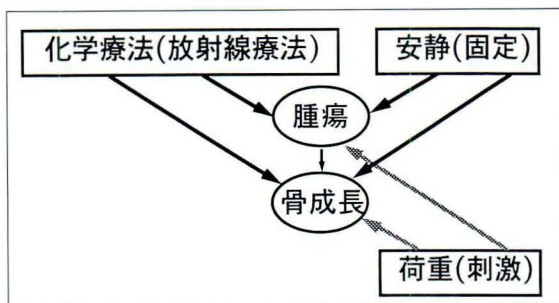 化学療法(放射線療法)
安静(固定)
腫瘍
骨成長
荷重(刺激)